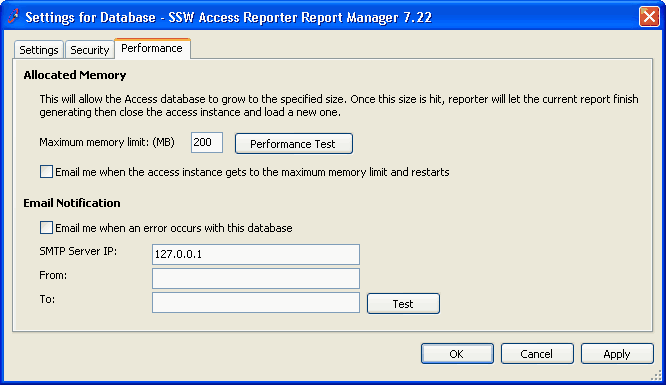 Settings for Database - SSW Access Reporter Report Manager 7.22
Settings Security Performance
Allocated Memory
This will allow the Access database to grow to the specified size. Once this size is hit, reporter will let the current report finish
generating then close the access instance and load a new one.
Maximum memory limit: (MB) 200 Performance Test
Email me when the access instance gets to the maximum memory limit and restarts
Email Notification
Email me when an error occurs with this database
SMTP Server IP: 127.0.0.1
From:
To: Test
OK Cancel Apply